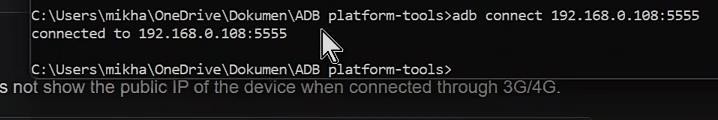 C:\Users\mikha\OneDrive\Dokumen\ADB platform-tools>adb connect 192.168.0.108:5555
connected to 192.168.0.108:5555
C:\Users\mikha\OneDrive\Dokumen\ADB platform-tools>
s not show the public IP of the device when connected through 3G/4G.